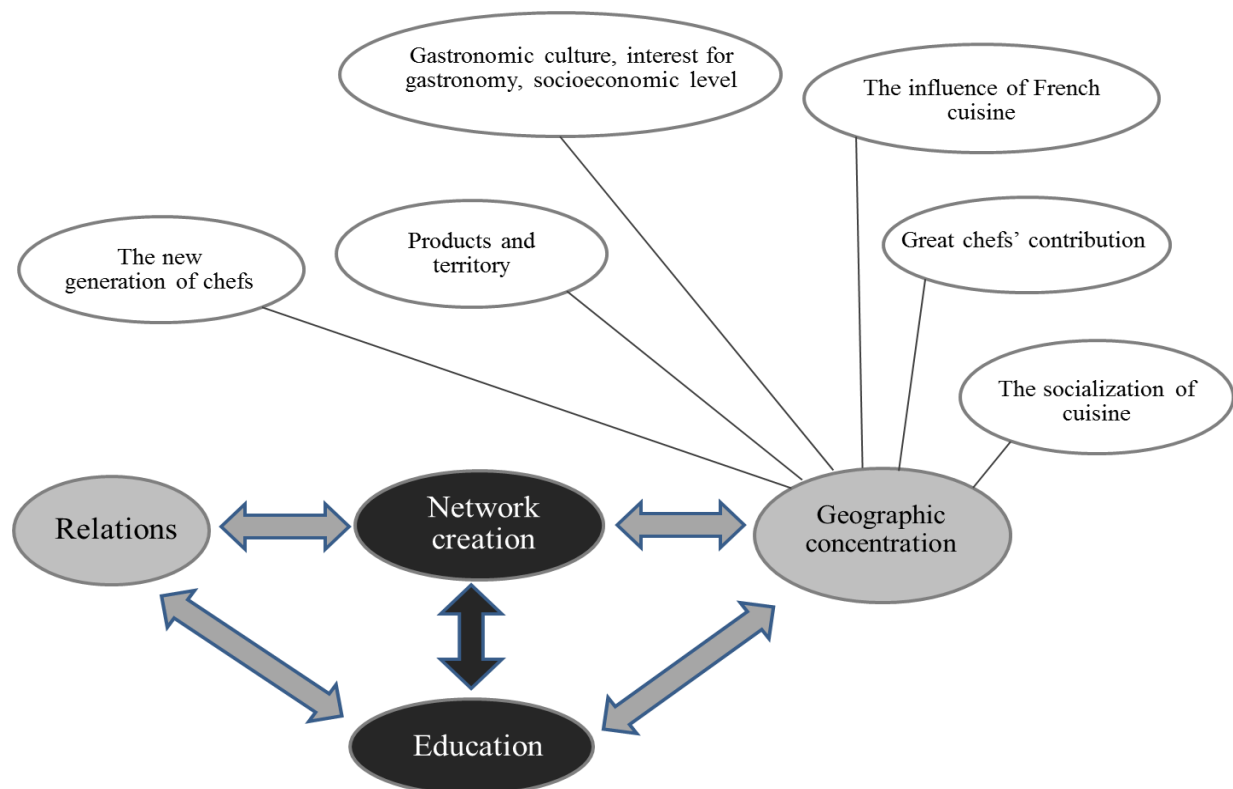 Gastronomic culture, interest for
gastronomy, socioeconomic level
The influence of French
cuisine
Products and
territory
Great chefs’ contribution
The new
generation of chefs
The socialization of
cuisine
Relations
Network
creation
Geographic
concentration
Education